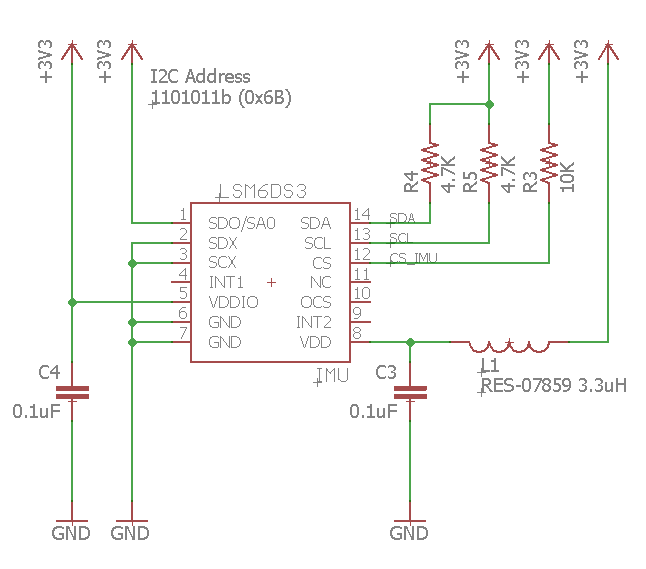 +3V3
+3V3
+3V3
+3V3
+3V3
I2C Address
1101011b (0x6B)
R4
4.7K
R5
4.7K
R3
10K
LSM6DS3
1 SDO/SA0 SDA 14 SDA
2 SDX SCL 13 SCL
3 SCX CS 12 CS_IMU
4 INT1 NC 11
5 VDDIO OCS 10
6 GND INT2 9
7 GND VDD 8
IMU
C4
0.1uF
C3
0.1uF
L1
RES-07859 3.3uH
GND
GND
GND